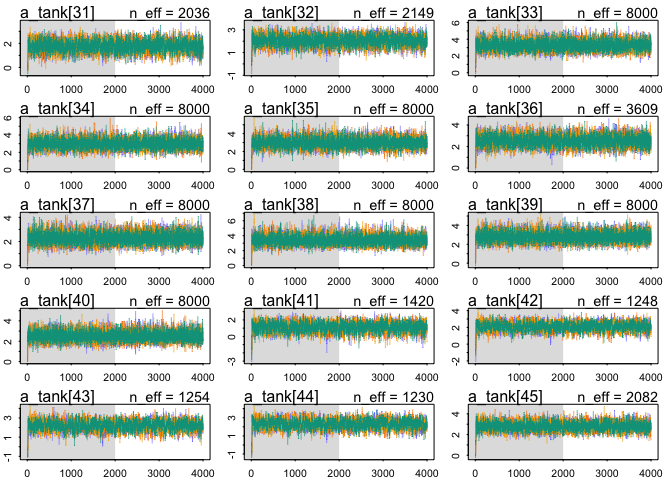 a_tank[31] n_eff = 2036 a_tank[32] n_eff = 2149 a_tank[33] n_eff = 8000
0 2
-1 1 3
0 2 4 6
0 1000 2000 3000 4000 0 1000 2000 3000 4000 0 1000 2000 3000 4000
a_tank[34] n_eff = 8000 a_tank[35] n_eff = 8000 a_tank[36] n_eff = 3609
0 2 4 6
0 2 4
0 2 4
0 1000 2000 3000 4000 0 1000 2000 3000 4000 0 1000 2000 3000 4000
a_tank[37] n_eff = 8000 a_tank[38] n_eff = 8000 a_tank[39] n_eff = 8000
0 2 4
0 2 4 6
0 2 4
0 1000 2000 3000 4000 0 1000 2000 3000 4000 0 1000 2000 3000 4000
a_tank[40] n_eff = 8000 a_tank[41] n_eff = 1420 a_tank[42] n_eff = 1248
0 2 4
-3 0 2
-2 0 2 4
0 1000 2000 3000 4000 0 1000 2000 3000 4000 0 1000 2000 3000 4000
a_tank[43] n_eff = 1254 a_tank[44] n_eff = 1230 a_tank[45] n_eff = 2082
-1 1 3
-1 1 3
0 2 4
0 1000 2000 3000 4000 0 1000 2000 3000 4000 0 1000 2000 3000 4000